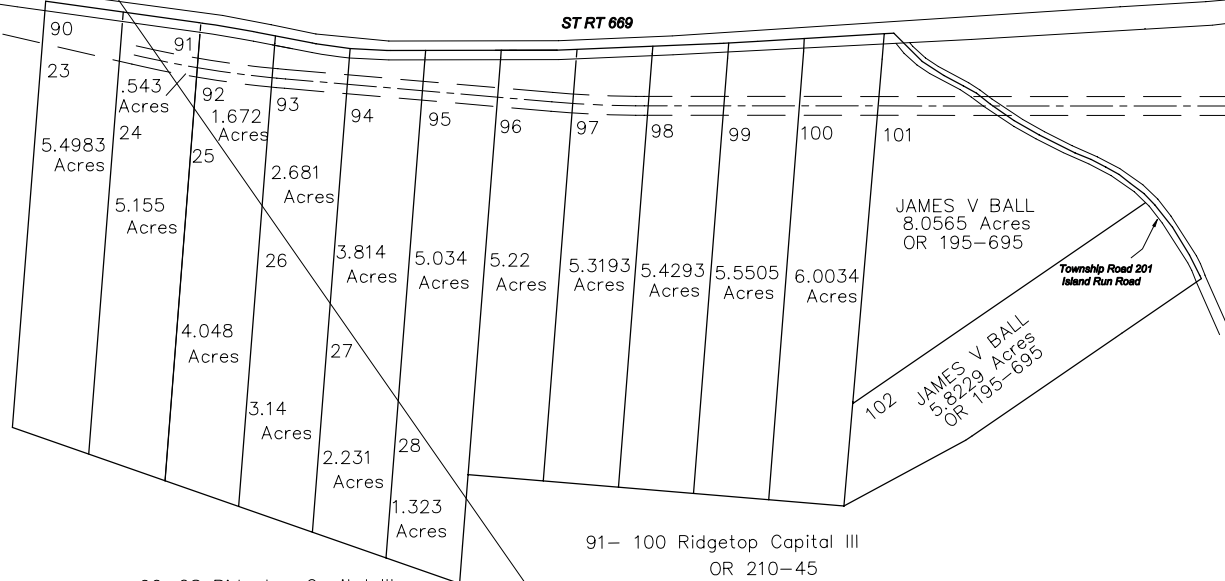 ST RT 669
90
23
5.4983
Acres
.543
Acres
24
5.155
Acres
91
92
1.672
Acres
25
4.048
Acres
93
2.681
Acres
26
3.14
Acres
94
3.814
Acres
27
2.231
Acres
95
5.034
Acres
28
1.323
Acres
96
5.22
Acres
97
5.3193
Acres
98
5.4293
Acres
99
5.5505
Acres
100
6.0034
Acres
101
JAMES V BALL
8.0565 Acres
OR 195-695
Township Road 201
Island Run Road
102
JAMES V BALL
5.8229 Acres
OR 195-695
91- 100 Ridgetop Capital III
OR 210-45